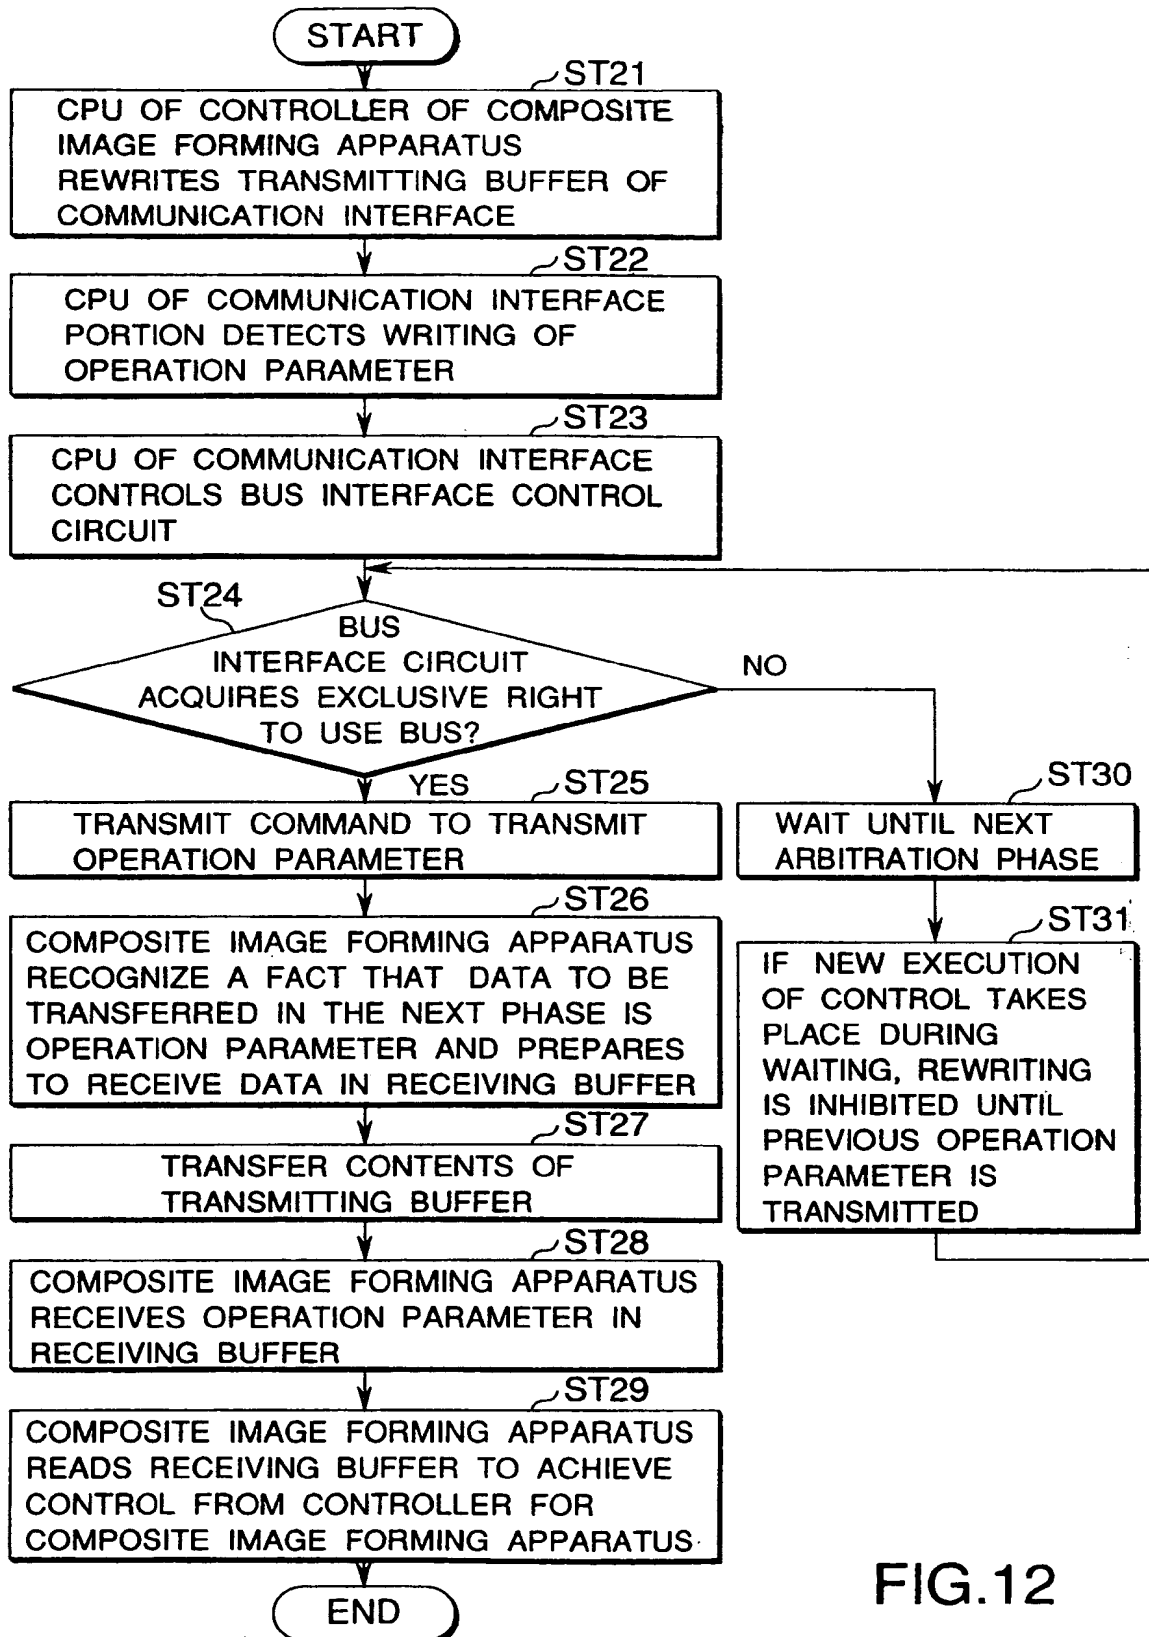 START
ST21
CPU OF CONTROLLER OF COMPOSITE
IMAGE FORMING APPARATUS
REWRITES TRANSMITTING BUFFER OF
COMMUNICATION INTERFACE
ST22
CPU OF COMMUNICATION INTERFACE
PORTION DETECTS WRITING OF
OPERATION PARAMETER
ST23
CPU OF COMMUNICATION INTERFACE
CONTROLS BUS INTERFACE CONTROL
CIRCUIT
ST24
BUS
INTERFACE CIRCUIT
ACQUIRES EXCLUSIVE RIGHT
TO USE BUS?
NO
YES
ST25
TRANSMIT COMMAND TO TRANSMIT
OPERATION PARAMETER
ST26
COMPOSITE IMAGE FORMING APPARATUS
RECOGNIZE A FACT THAT DATA TO BE
TRANSFERRED IN THE NEXT PHASE IS
OPERATION PARAMETER AND PREPARES
TO RECEIVE DATA IN RECEIVING BUFFER
ST27
TRANSFER CONTENTS OF
TRANSMITTING BUFFER
ST28
COMPOSITE IMAGE FORMING APPARATUS
RECEIVES OPERATION PARAMETER IN
RECEIVING BUFFER
ST29
COMPOSITE IMAGE FORMING APPARATUS
READS RECEIVING BUFFER TO ACHIEVE
CONTROL FROM CONTROLLER FOR
COMPOSITE IMAGE FORMING APPARATUS
END
ST30
WAIT UNTIL NEXT
ARBITRATION PHASE
ST31
IF NEW EXECUTION
OF CONTROL TAKES
PLACE DURING
WAITING, REWRITING
IS INHIBITED UNTIL
PREVIOUS OPERATION
PARAMETER IS
TRANSMITTED
FIG.12